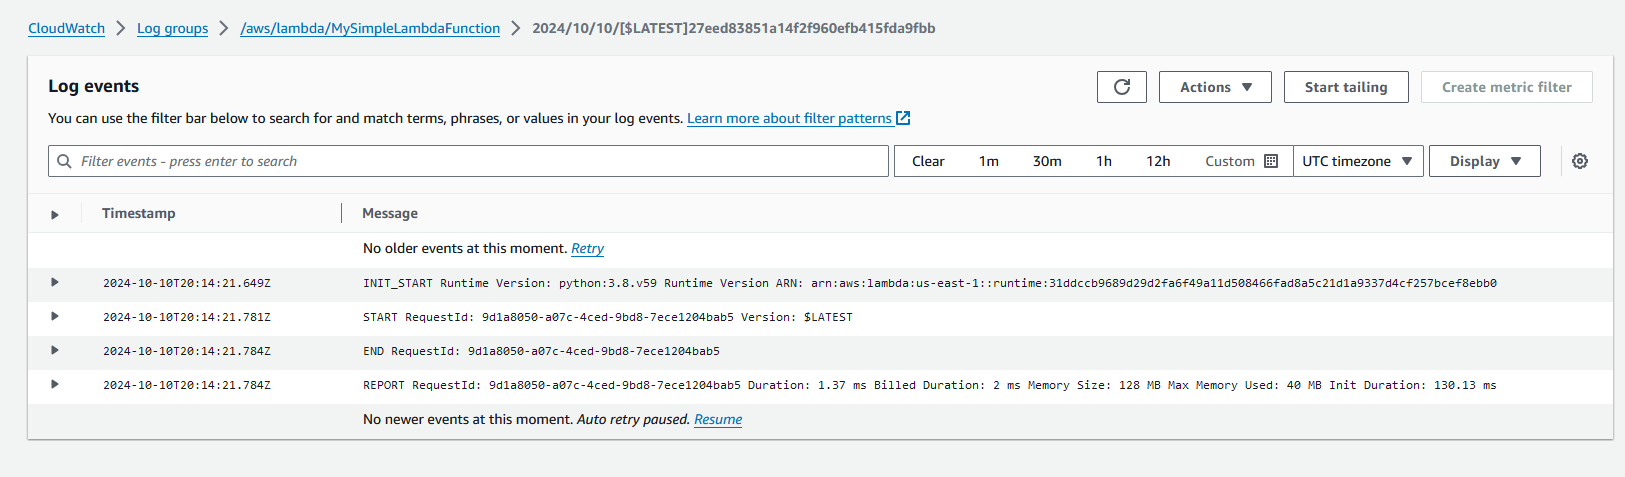 CloudWatch > Log groups > /aws/lambda/MySimpleLambdaFunction > 2024/10/10/[$LATEST]27eed83851a14f2f960efb415fda9fbb
Log events
Actions
Start tailing
Create metric filter
You can use the filter bar below to search for and match terms, phrases, or values in your log events. Learn more about filter patterns
Filter events - press enter to search
Clear 1m 30m 1h 12h Custom UTC timezone Display
Timestamp Message
No older events at this moment. Retry
2024-10-10T20:14:21.649Z INIT_START Runtime Version: python:3.8.v59 Runtime Version ARN: arn:aws:lambda:us-east-1::runtime:31ddccb9689d29d2fa6f49a11d508466fad8a5c21d1a9337d4cf257bcef8ebb0
2024-10-10T20:14:21.781Z START RequestId: 9d1a8050-a07c-4ced-9bd8-7ece1204bab5 Version: $LATEST
2024-10-10T20:14:21.784Z END RequestId: 9d1a8050-a07c-4ced-9bd8-7ece1204bab5
2024-10-10T20:14:21.784Z REPORT RequestId: 9d1a8050-a07c-4ced-9bd8-7ece1204bab5 Duration: 1.37 ms Billed Duration: 2 ms Memory Size: 128 MB Max Memory Used: 40 MB Init Duration: 130.13 ms
No newer events at this moment. Auto retry paused. Resume